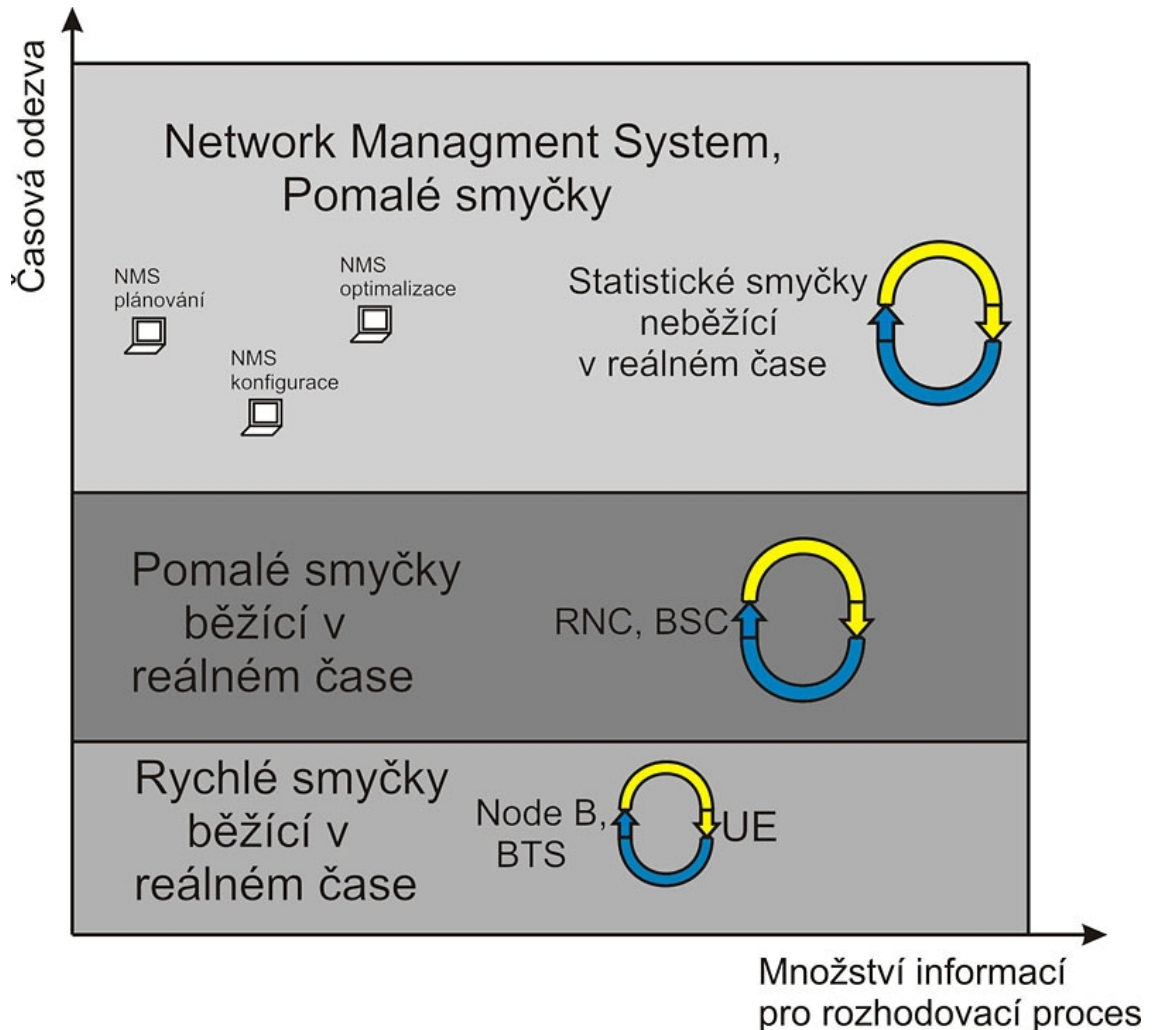 Časová odezva
Network Managment System,
Pomalé smyčky
NMS
plánování
NMS
optimalizace
NMS
konfigurace
Statistické smyčky
neběžící
v reálném čase
Pomalé smyčky
běžící v
reálném čase
RNC, BSC
Rychlé smyčky
běžící v
reálném čase
Node B,
BTS
UE
Množství informací
pro rozhodovací proces